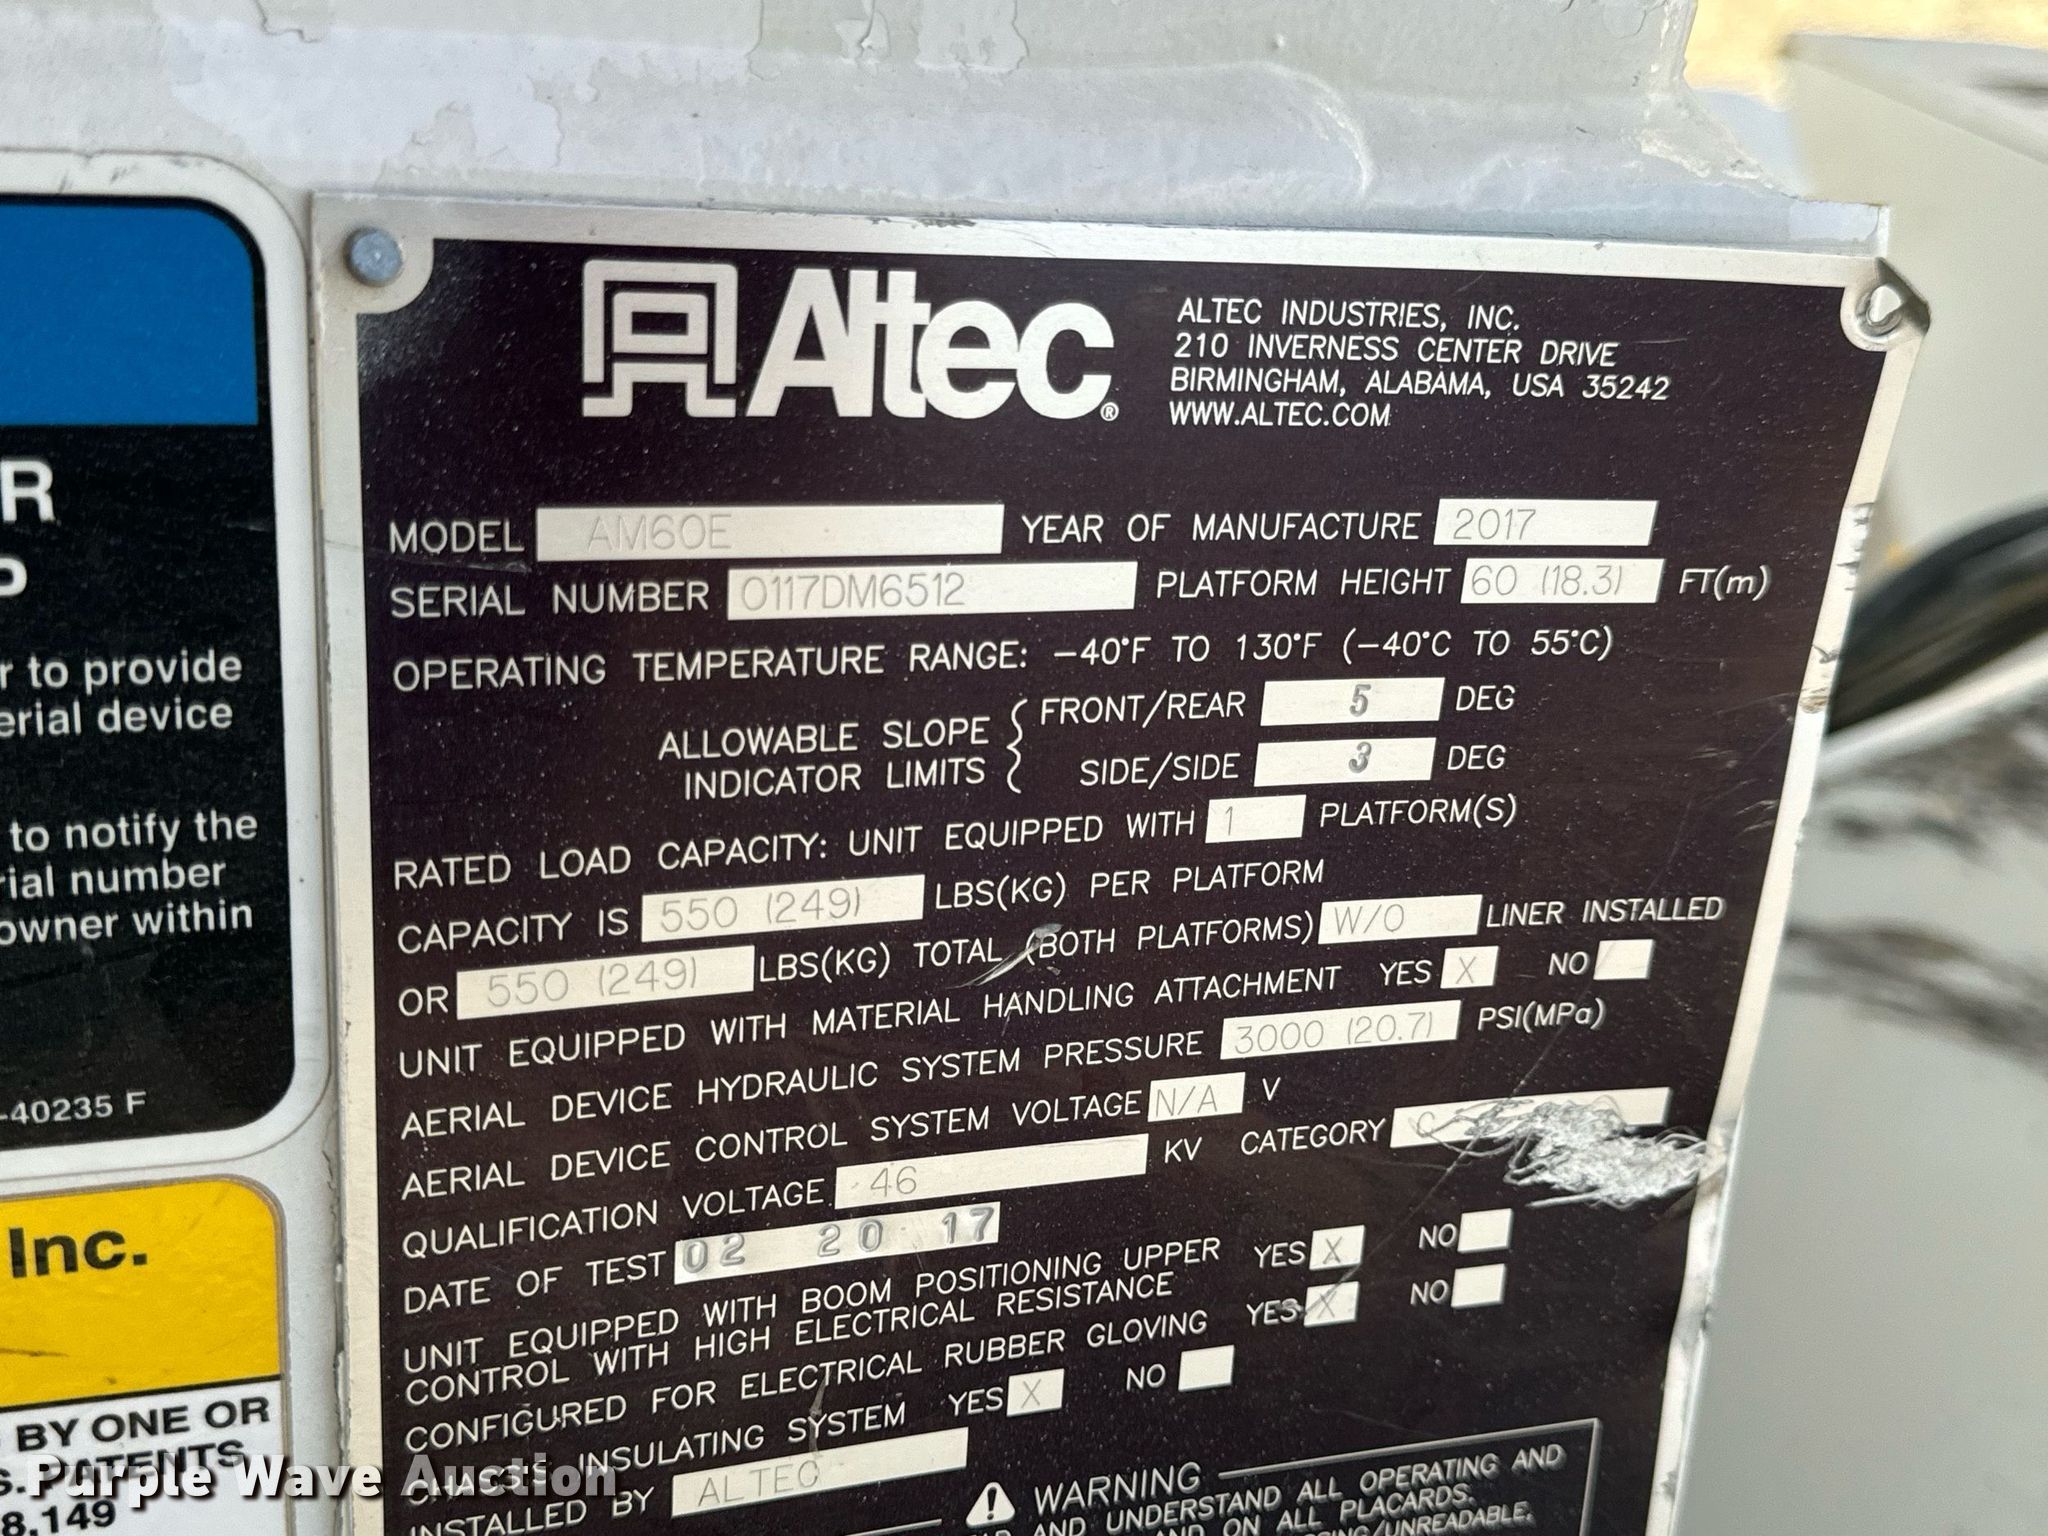 R
P
r to provide
erial device
to notify the
rial number
owner within
-40235 F
Inc.
BY ONE OR
S. PATENTS
8,149
Altec®
ALTEC INDUSTRIES, INC.
210 INVERNESS CENTER DRIVE
BIRMINGHAM, ALABAMA, USA 35242
WWW.ALTEC.COM
MODEL AM60E YEAR OF MANUFACTURE 2017
SERIAL NUMBER 0117DM6512 PLATFORM HEIGHT 60 (18.3) FT(m)
OPERATING TEMPERATURE RANGE: -40°F TO 130°F (-40°C TO 55°C)
ALLOWABLE SLOPE INDICATOR LIMITS
FRONT/REAR 5 DEG
SIDE/SIDE 3 DEG
RATED LOAD CAPACITY: UNIT EQUIPPED WITH 1 PLATFORM(S)
CAPACITY IS 550 (249) LBS(KG) PER PLATFORM
OR 550 (249) LBS(KG) TOTAL (BOTH PLATFORMS) W/O LINER INSTALLED
UNIT EQUIPPED WITH MATERIAL HANDLING ATTACHMENT YES X NO
AERIAL DEVICE HYDRAULIC SYSTEM PRESSURE 3000 (20.7) PSI(MPa)
AERIAL DEVICE CONTROL SYSTEM VOLTAGE N/A V
QUALIFICATION VOLTAGE 46 KV CATEGORY C
DATE OF TEST 02 20 17
UNIT EQUIPPED WITH BOOM POSITIONING UPPER
CONTROL WITH HIGH ELECTRICAL RESISTANCE YES X NO
CONFIGURED FOR ELECTRICAL RUBBER GLOVING YES X NO
CHASSIS INSULATING SYSTEM YES X NO
INSTALLED BY ALTEC
WARNING
AND UNDERSTAND ALL OPERATING AND
AND ON ALL PLACARDS.
/UNREADABLE,
Purple Wave Auction